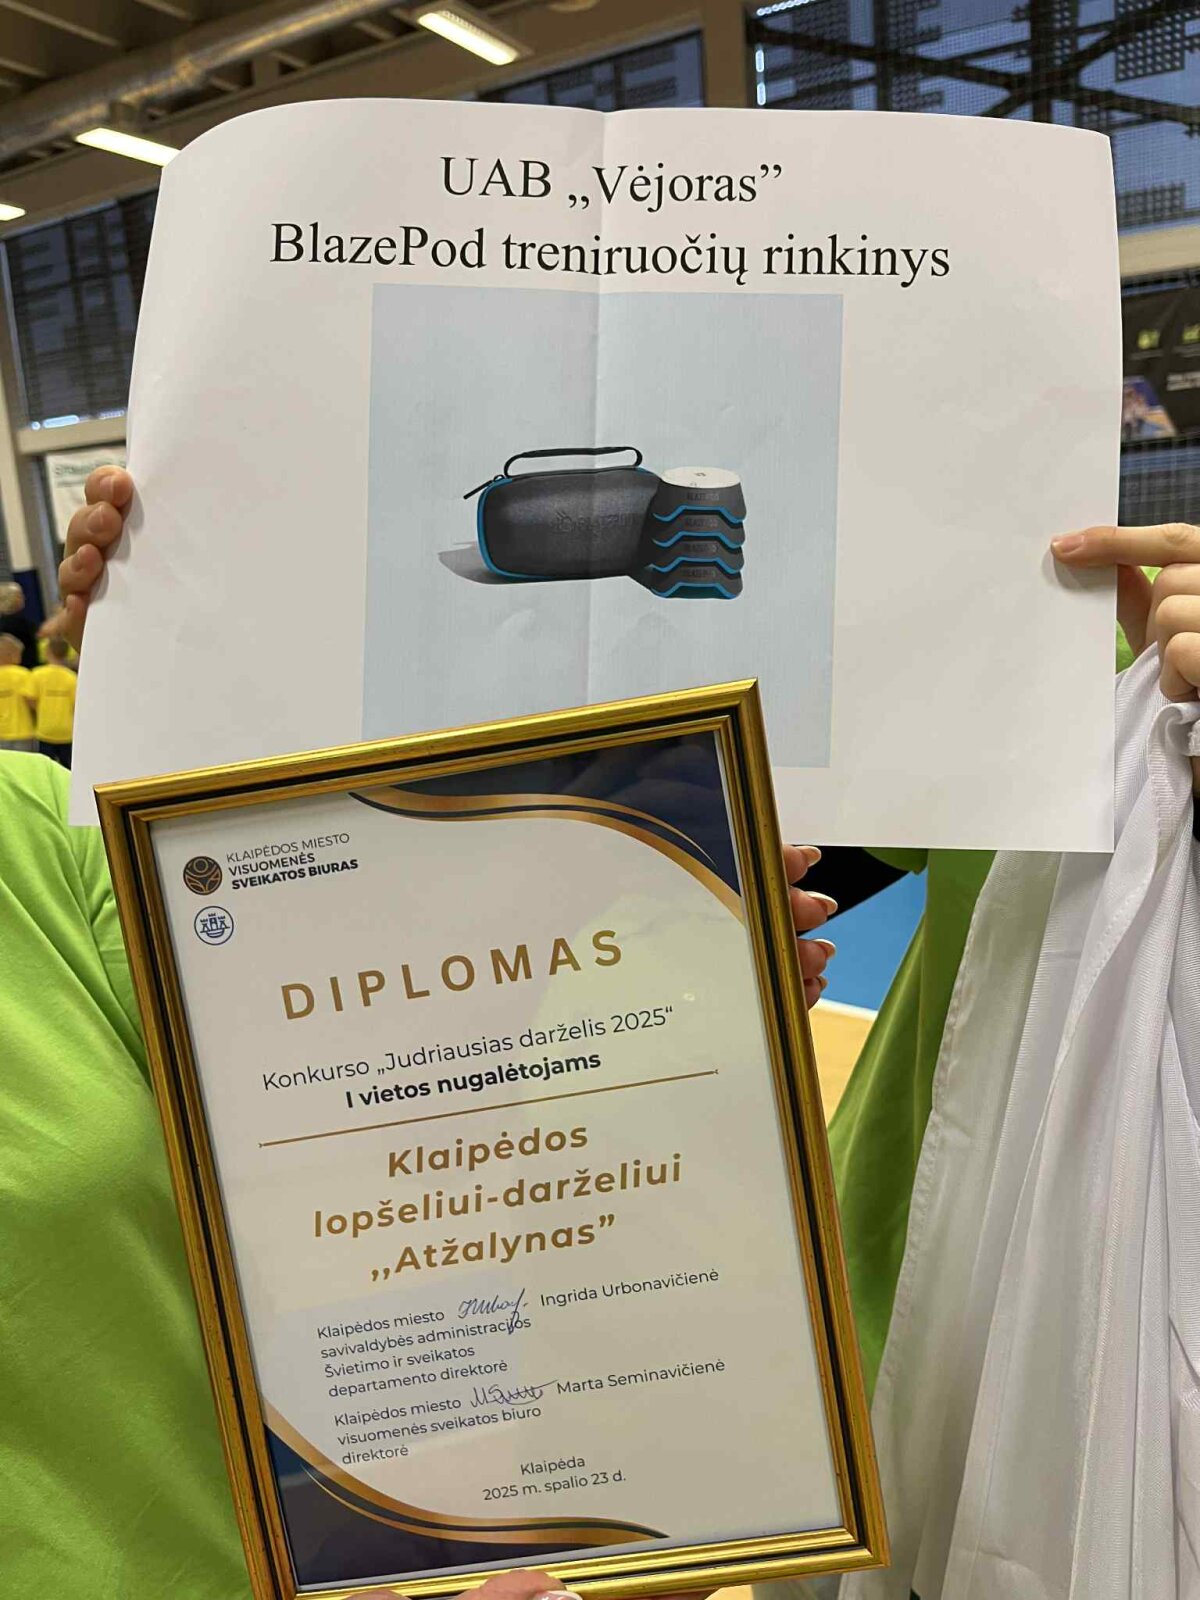 UAB „Vėjoras”
BlazePod treniruočių rinkinys
KLAIPĖDOS MIESTO
VISUOMENĖS
SVEIKATOS BIURAS
DIPLOMAS
Konkurso „Judriausias darželis 2025“
I vietos nugalėtojams
Klaipėdos
lopšeliui-darželiui
,,Atžalynas”
Klaipėdos miesto Ingrida Urbonavičienė
savivaldybės administracijos
Švietimo ir sveikatos
departamento direktorė
Klaipėdos miesto Marta Seminavičienė
visuomenės sveikatos biuro
direktorė
Klaipėda
2025 m. spalio 23 d.